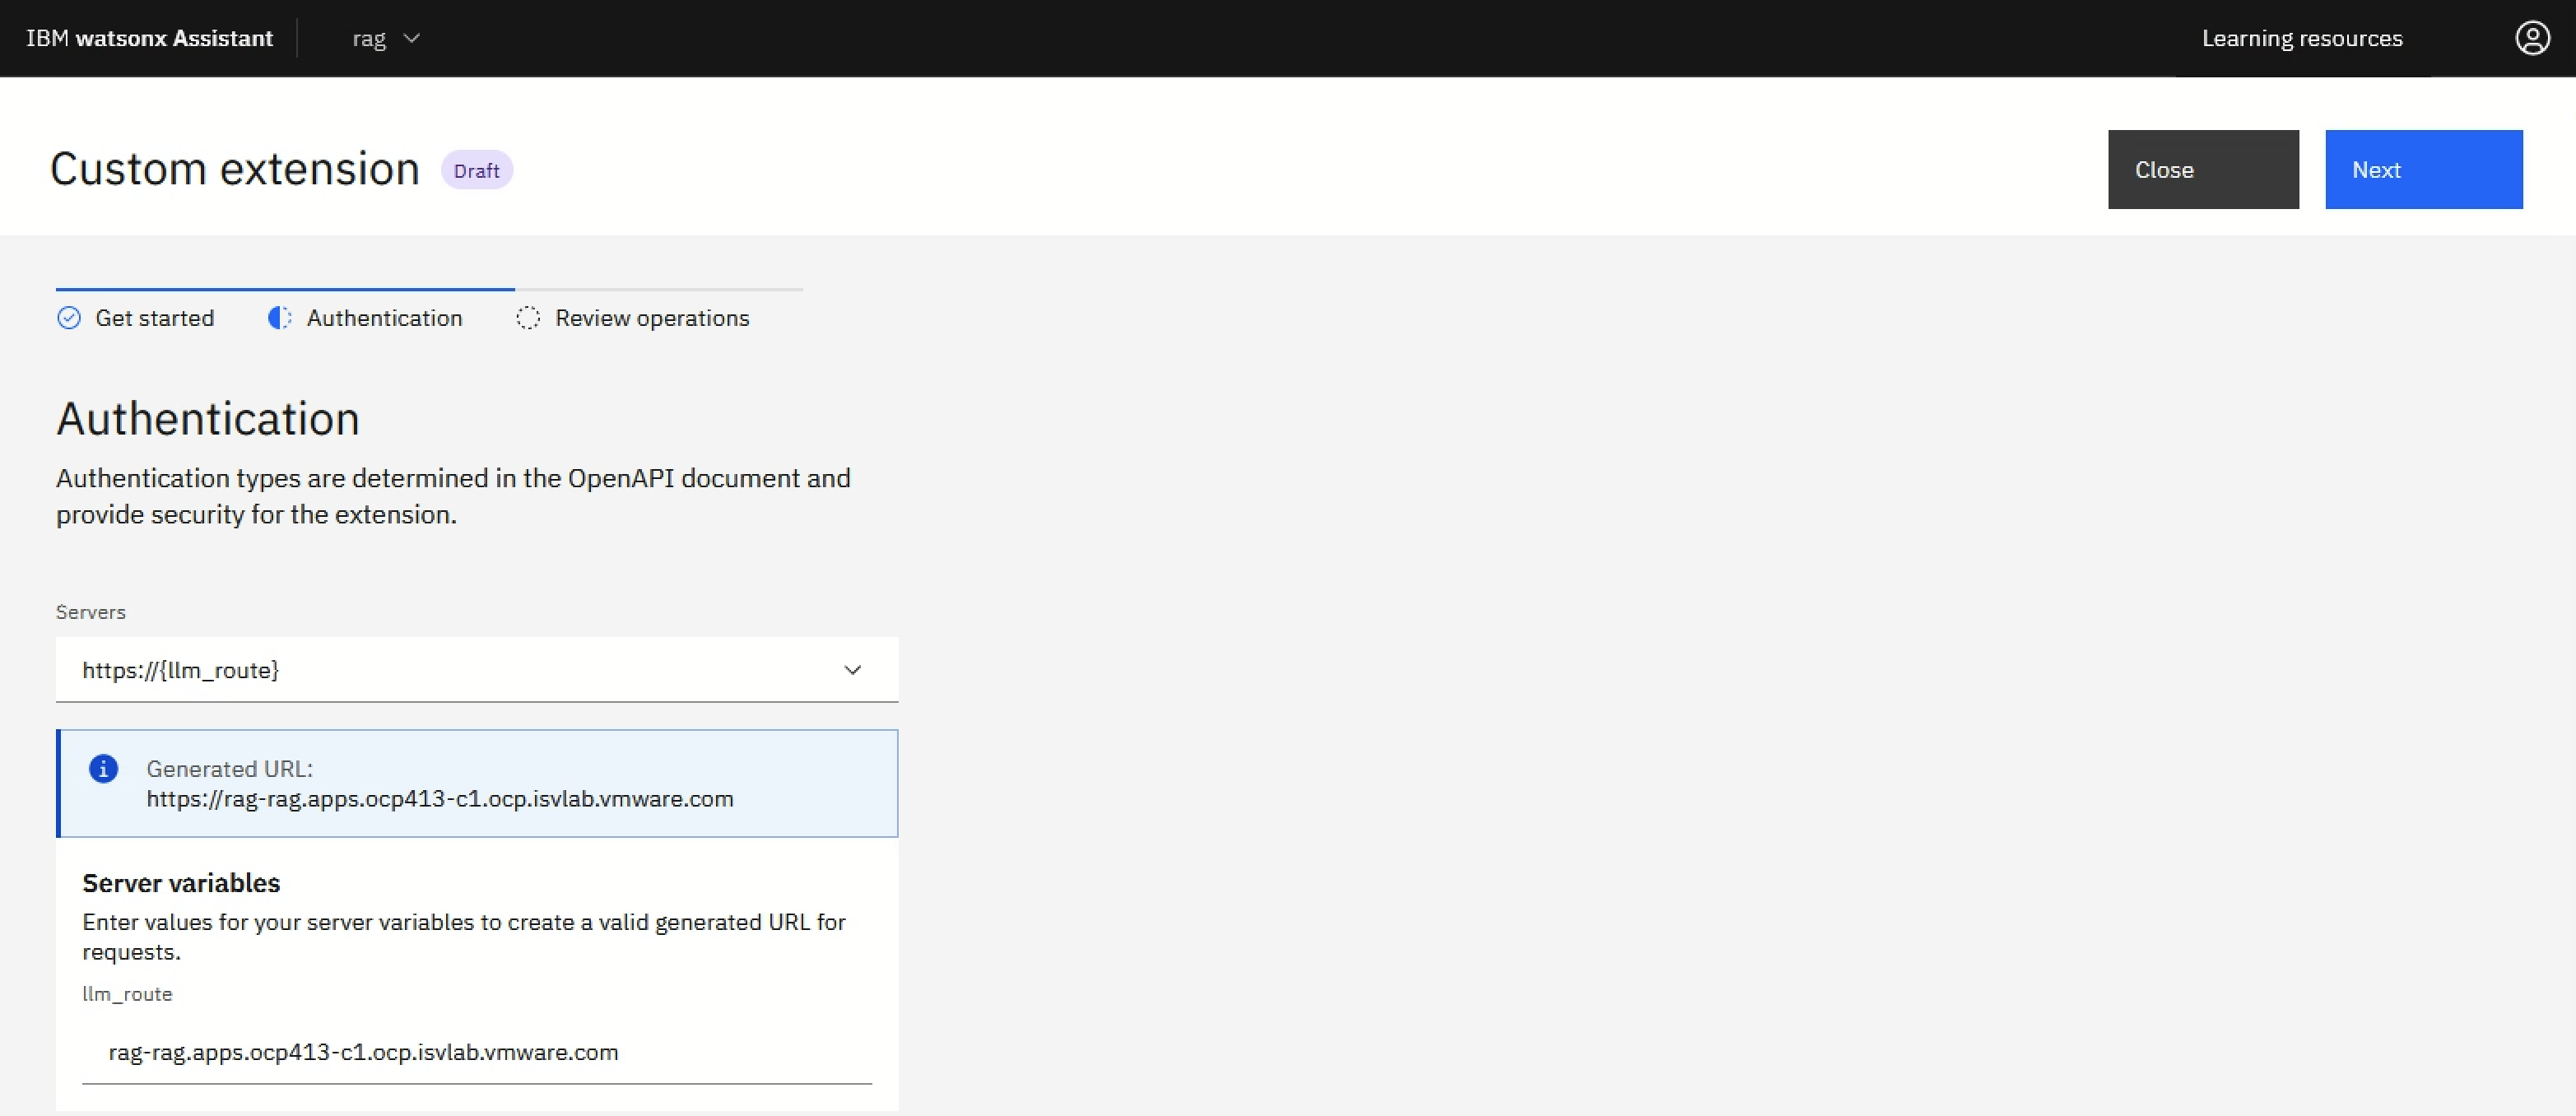 IBM watsonx Assistant
rag
Learning resources
Custom extension
Draft
Close
Next
Get started
Authentication
Review operations
Authentication
Authentication types are determined in the OpenAPI document and
provide security for the extension.
Servers
https://{llm_route}
Generated URL:
https://rag-rag.apps.ocp413-c1.ocp.isvlab.vmware.com
Server variables
Enter values for your server variables to create a valid generated URL for
requests.
llm_route
rag-rag.apps.ocp413-c1.ocp.isvlab.vmware.com